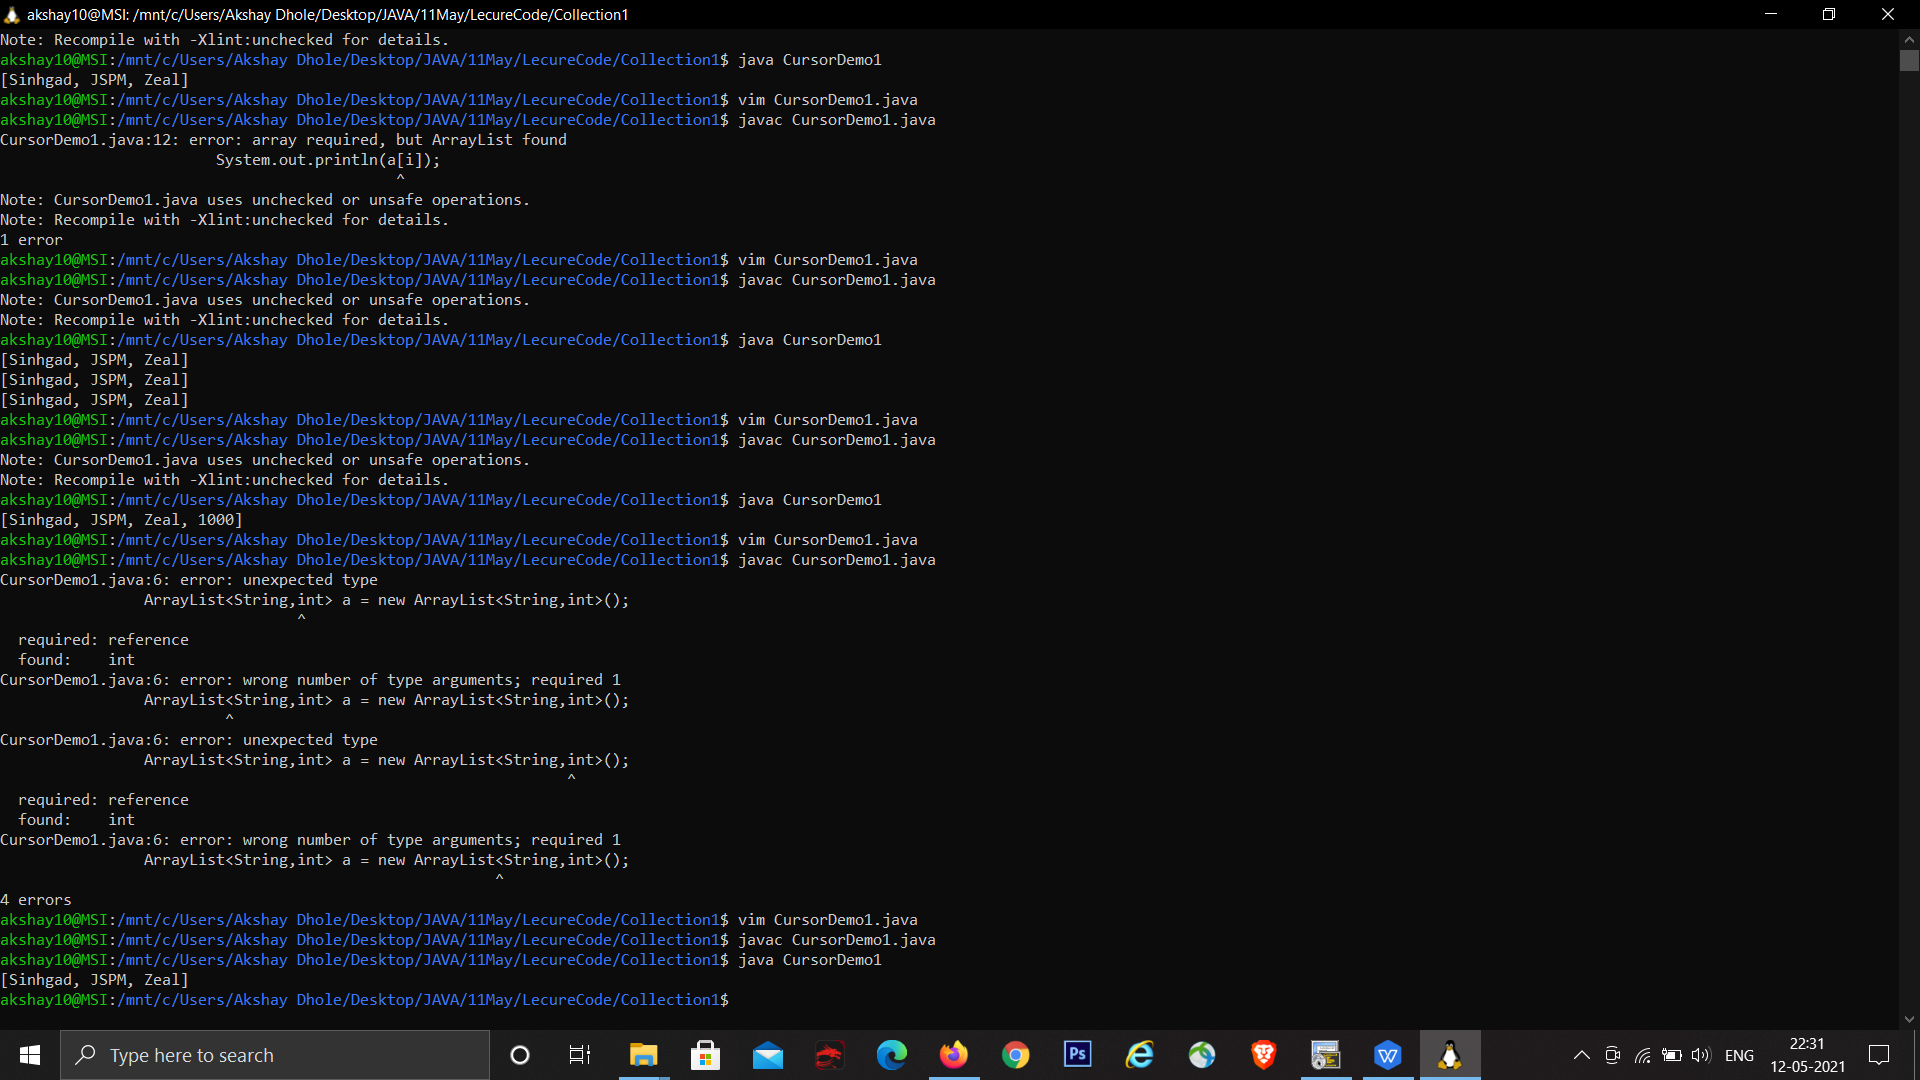 akshay10@MSI: /mnt/c/Users/Akshay Dhole/Desktop/JAVA/11May/LecureCode/Collection1
Note: Recompile with -Xlint:unchecked for details.
akshay10@MSI:/mnt/c/Users/Akshay Dhole/Desktop/JAVA/11May/LecureCode/Collection1$ java CursorDemo1
[Sinhgad, JSPM, Zeal]
akshay10@MSI:/mnt/c/Users/Akshay Dhole/Desktop/JAVA/11May/LecureCode/Collection1$ vim CursorDemo1.java
akshay10@MSI:/mnt/c/Users/Akshay Dhole/Desktop/JAVA/11May/LecureCode/Collection1$ javac CursorDemo1.java
CursorDemo1.java:12: error: array required, but ArrayList found
                        System.out.println(a[i]);
                                            ^
Note: CursorDemo1.java uses unchecked or unsafe operations.
Note: Recompile with -Xlint:unchecked for details.
1 error
akshay10@MSI:/mnt/c/Users/Akshay Dhole/Desktop/JAVA/11May/LecureCode/Collection1$ vim CursorDemo1.java
akshay10@MSI:/mnt/c/Users/Akshay Dhole/Desktop/JAVA/11May/LecureCode/Collection1$ javac CursorDemo1.java
Note: CursorDemo1.java uses unchecked or unsafe operations.
Note: Recompile with -Xlint:unchecked for details.
akshay10@MSI:/mnt/c/Users/Akshay Dhole/Desktop/JAVA/11May/LecureCode/Collection1$ java CursorDemo1
[Sinhgad, JSPM, Zeal]
[Sinhgad, JSPM, Zeal]
[Sinhgad, JSPM, Zeal]
akshay10@MSI:/mnt/c/Users/Akshay Dhole/Desktop/JAVA/11May/LecureCode/Collection1$ vim CursorDemo1.java
akshay10@MSI:/mnt/c/Users/Akshay Dhole/Desktop/JAVA/11May/LecureCode/Collection1$ javac CursorDemo1.java
Note: CursorDemo1.java uses unchecked or unsafe operations.
Note: Recompile with -Xlint:unchecked for details.
akshay10@MSI:/mnt/c/Users/Akshay Dhole/Desktop/JAVA/11May/LecureCode/Collection1$ java CursorDemo1
[Sinhgad, JSPM, Zeal, 1000]
akshay10@MSI:/mnt/c/Users/Akshay Dhole/Desktop/JAVA/11May/LecureCode/Collection1$ vim CursorDemo1.java
akshay10@MSI:/mnt/c/Users/Akshay Dhole/Desktop/JAVA/11May/LecureCode/Collection1$ javac CursorDemo1.java
CursorDemo1.java:6: error: unexpected type
                ArrayList<String,int> a = new ArrayList<String,int>();
                                 ^
  required: reference
  found:    int
CursorDemo1.java:6: error: wrong number of type arguments; required 1
                ArrayList<String,int> a = new ArrayList<String,int>();
                         ^
CursorDemo1.java:6: error: unexpected type
                ArrayList<String,int> a = new ArrayList<String,int>();
                                                               ^
  required: reference
  found:    int
CursorDemo1.java:6: error: wrong number of type arguments; required 1
                ArrayList<String,int> a = new ArrayList<String,int>();
                                                       ^
4 errors
akshay10@MSI:/mnt/c/Users/Akshay Dhole/Desktop/JAVA/11May/LecureCode/Collection1$ vim CursorDemo1.java
akshay10@MSI:/mnt/c/Users/Akshay Dhole/Desktop/JAVA/11May/LecureCode/Collection1$ javac CursorDemo1.java
akshay10@MSI:/mnt/c/Users/Akshay Dhole/Desktop/JAVA/11May/LecureCode/Collection1$ java CursorDemo1
[Sinhgad, JSPM, Zeal]
akshay10@MSI:/mnt/c/Users/Akshay Dhole/Desktop/JAVA/11May/LecureCode/Collection1$
Type here to search
Ps
W
ENG
22:31
12-05-2021